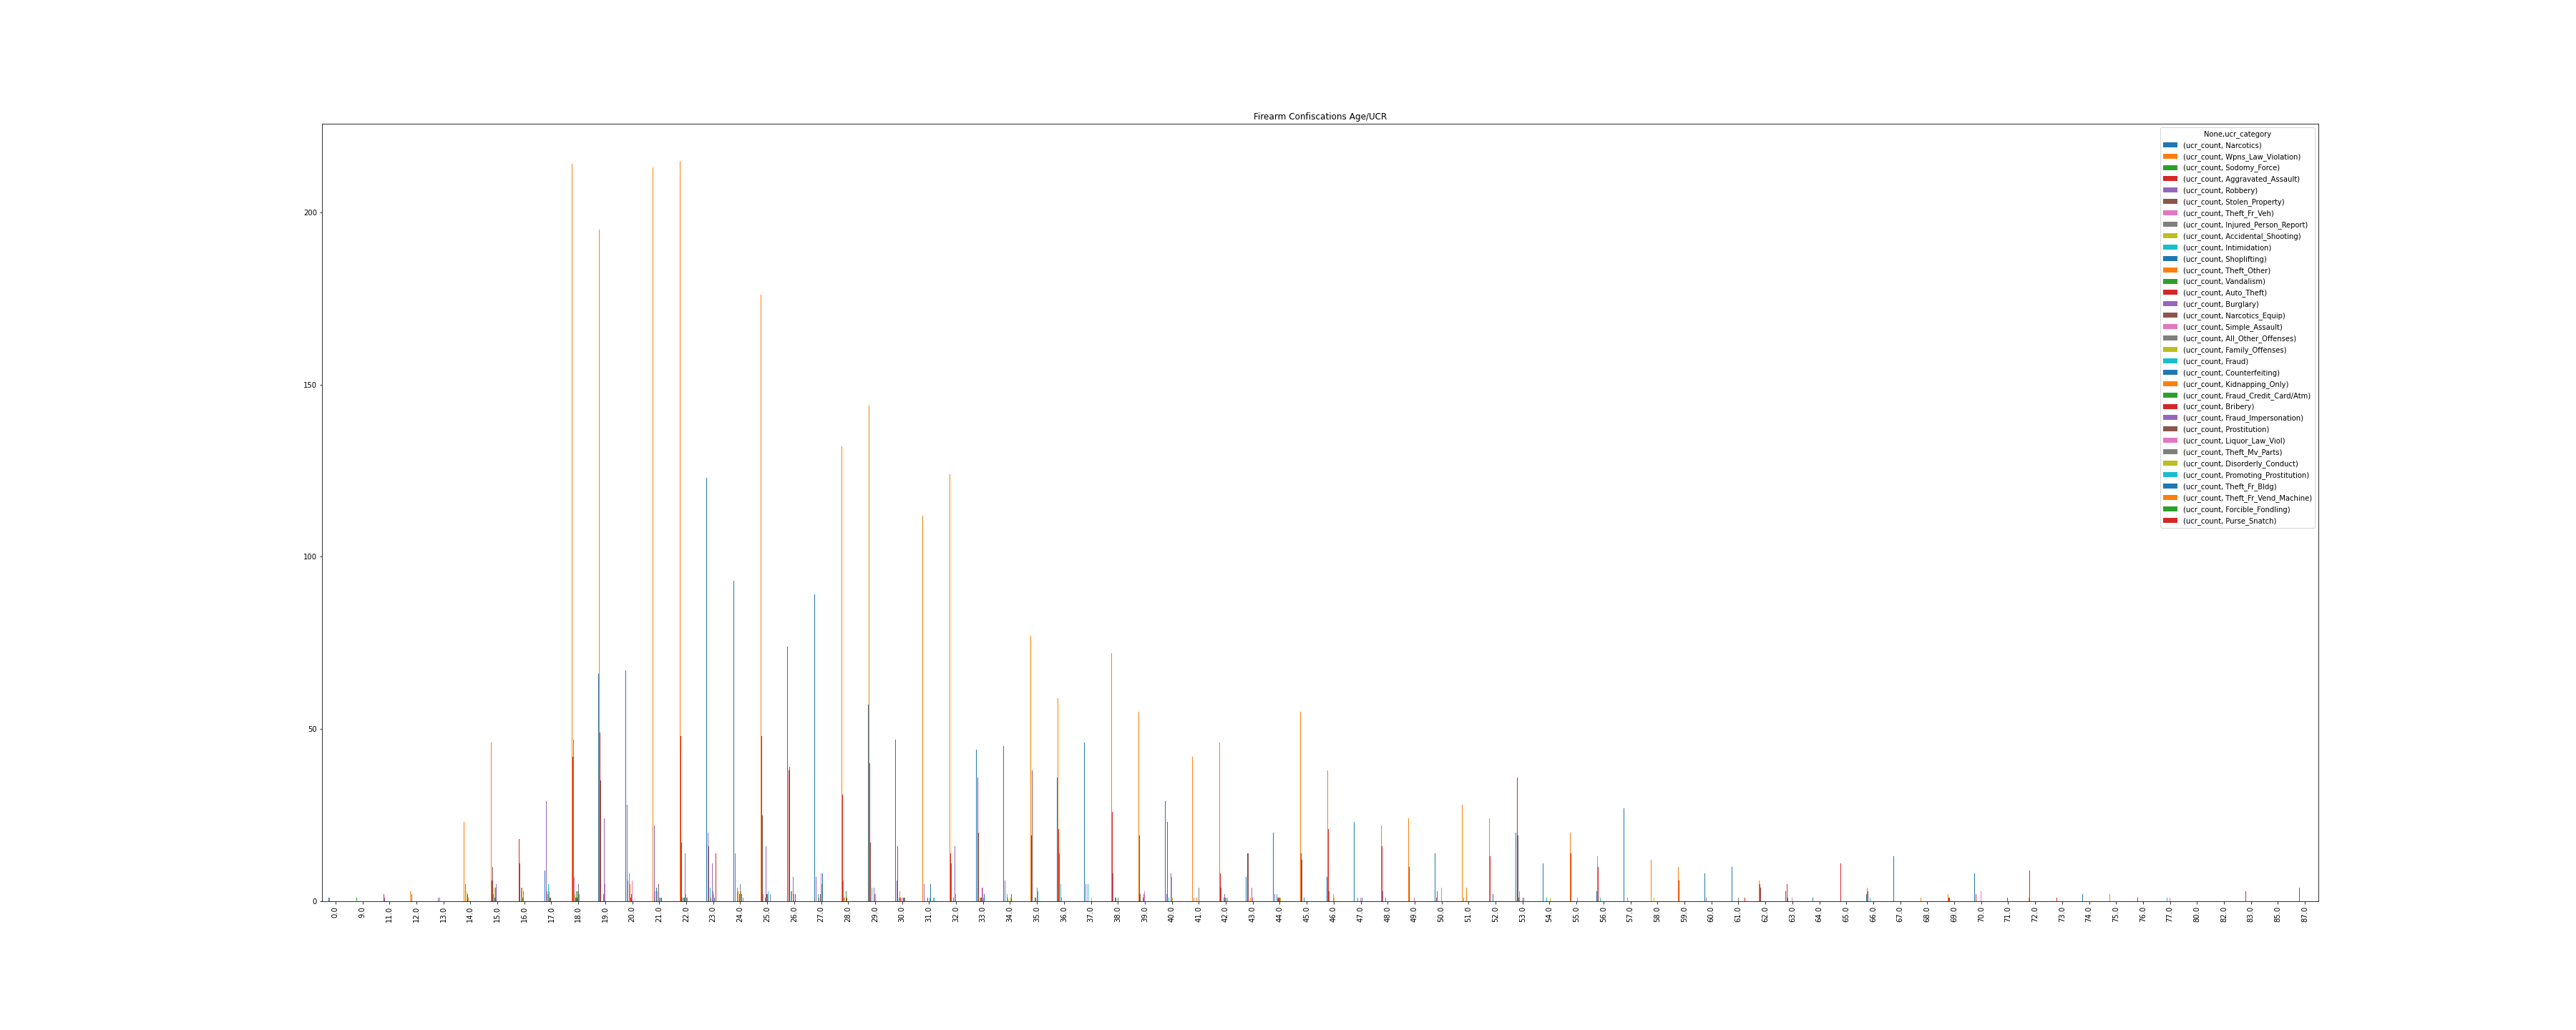 Firearm Confiscations Age/UCR
None,ucr_category
(ucr_count, Narcotics)
(ucr_count, Wpns_Law_Violation)
(ucr_count, Sodomy_Force)
(ucr_count, Aggravated_Assault)
(ucr_count, Robbery)
(ucr_count, Stolen_Property)
(ucr_count, Theft_Fr_Veh)
(ucr_count, Injured_Person_Report)
(ucr_count, Accidental_Shooting)
(ucr_count, Intimidation)
(ucr_count, Shoplifting)
(ucr_count, Theft_Other)
(ucr_count, Vandalism)
(ucr_count, Auto_Theft)
(ucr_count, Burglary)
(ucr_count, Narcotics_Equip)
(ucr_count, Simple_Assault)
(ucr_count, All_Other_Offenses)
(ucr_count, Family_Offenses)
(ucr_count, Fraud)
(ucr_count, Counterfeiting)
(ucr_count, Kidnapping_Only)
(ucr_count, Fraud_Credit_Card/Atm)
(ucr_count, Bribery)
(ucr_count, Fraud_Impersonation)
(ucr_count, Prostitution)
(ucr_count, Liquor_Law_Viol)
(ucr_count, Theft_Mv_Parts)
(ucr_count, Disorderly_Conduct)
(ucr_count, Promoting_Prostitution)
(ucr_count, Theft_Fr_Bldg)
(ucr_count, Theft_Fr_Vend_Machine)
(ucr_count, Forcible_Fondling)
(ucr_count, Purse_Snatch)
200
150
100
50
0
0.0
9.0
11.0
12.0
13.0
14.0
15.0
16.0
17.0
18.0
19.0
20.0
21.0
22.0
23.0
24.0
25.0
26.0
27.0
28.0
29.0
30.0
31.0
32.0
33.0
34.0
35.0
36.0
37.0
38.0
39.0
40.0
41.0
42.0
43.0
44.0
45.0
46.0
47.0
48.0
49.0
50.0
51.0
52.0
53.0
54.0
55.0
56.0
57.0
58.0
59.0
60.0
61.0
62.0
63.0
64.0
65.0
66.0
67.0
68.0
69.0
70.0
71.0
72.0
73.0
74.0
75.0
76.0
77.0
80.0
82.0
83.0
85.0
87.0